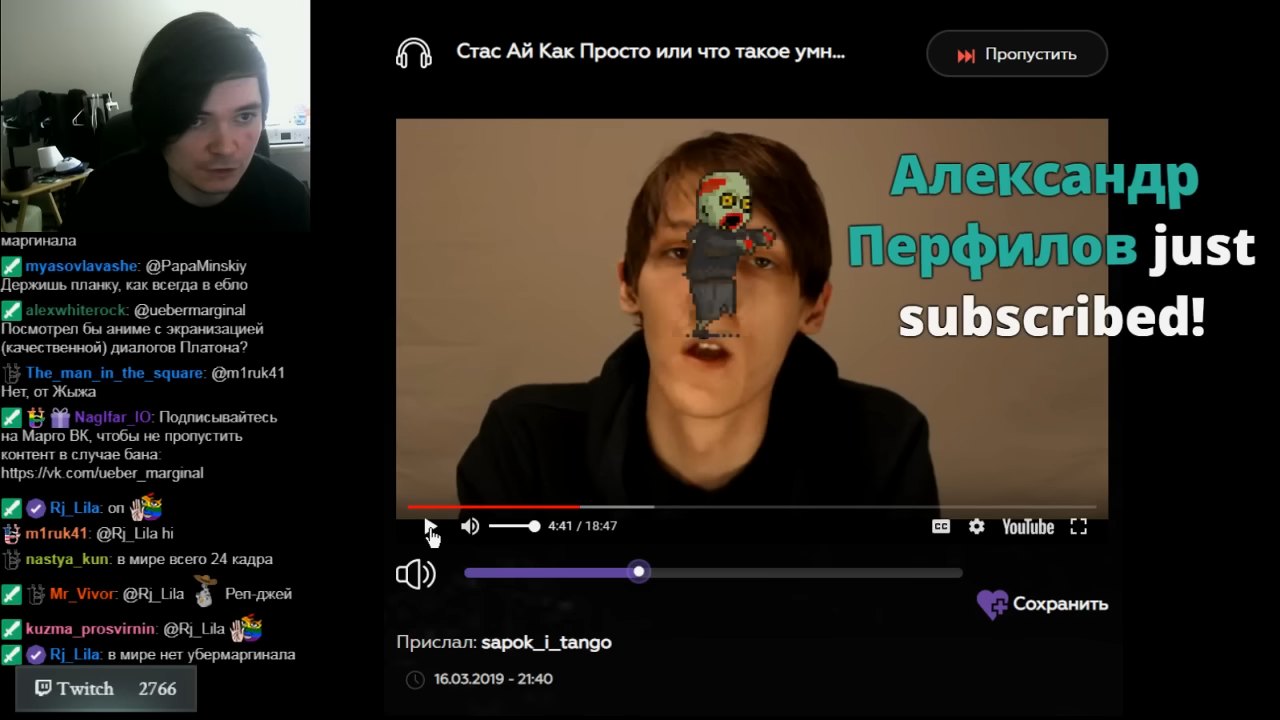 Стас Ай Как Просто или что такое умн...
Пропустить
Александр
Перфилов just
subscribed!
маргинала
myasovlavashe: @PapaMinskiy
Держишь планку, как всегда в ебло
alexwhiterock: @uebermarginal
Посмотрел бы аниме с экранизацией
(качественной) диалогов Платона?
The_man_in_the_square: @m1ruk41
Нет, от Жыжа
Naglfar_IO: Подписывайтесь
на Марго ВК, чтобы не пропустить
контент в случае бана:
https://vk.com/ueber_marginal
Rj_Lila: оп
m1ruk41: @Rj_Lila hi
nastya_kun: в мире всего 24 кадра
Mr_Vivor: @Rj_Lila Реп-джей
kuzma_prosvirnin: @Rj_Lila
Rj_Lila: в мире нет убермаргинала
Twitch 2766
4:41 / 18:47
CC
YouTube
Сохранить
Прислал: sapok_i_tango
16.03.2019 - 21:40